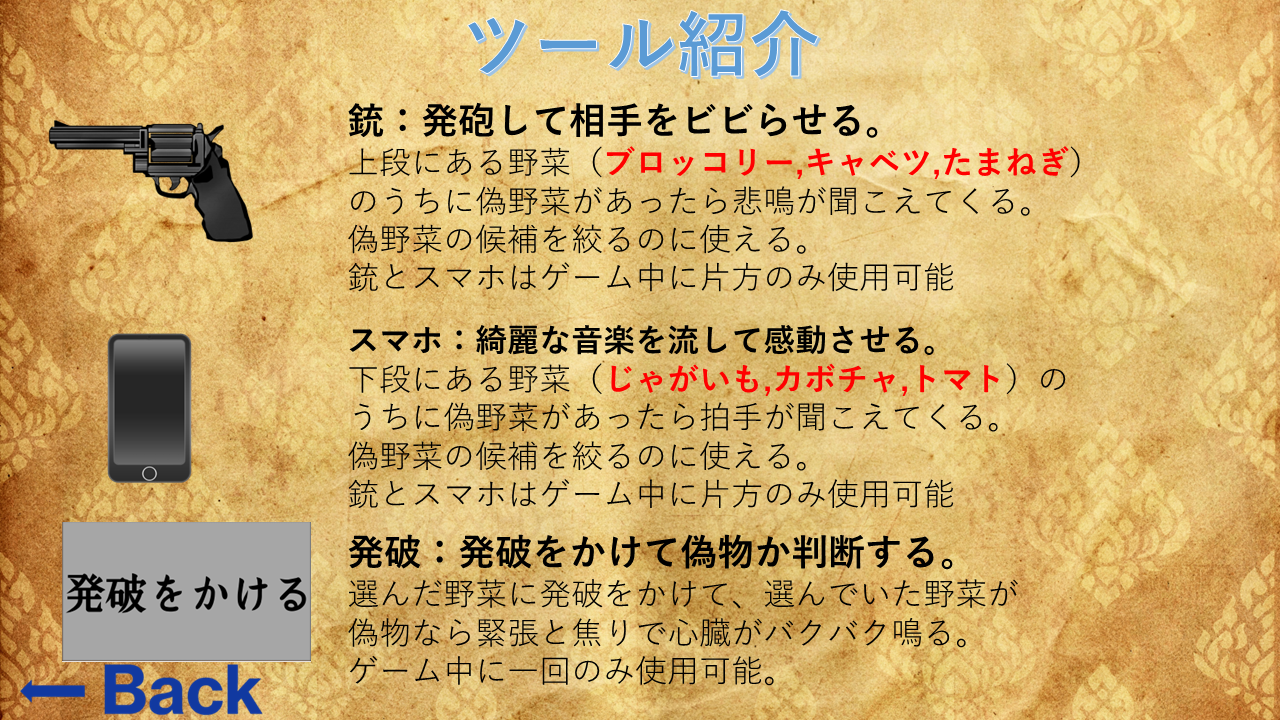 ツール紹介
銃：発砲して相手をビビらせる。
上段にある野菜（ブロッコリー,キャベツ,たまねぎ）
のうちに偽野菜があったら悲鳴が聞こえてくる。
偽野菜の候補を絞るのに使える。
銃とスマホはゲーム中に片方のみ使用可能
スマホ：綺麗な音楽を流して感動させる。
下段にある野菜（じゃがいも,カボチャ,トマト）の
うちに偽野菜があったら拍手が聞こえてくる。
偽野菜の候補を絞るのに使える。
銃とスマホはゲーム中に片方のみ使用可能
発破をかける
発破：発破をかけて偽物か判断する。
選んだ野菜に発破をかけて、選んでいた野菜が
偽物なら緊張と焦りで心臓がバクバク鳴る。
ゲーム中に一回のみ使用可能。
←Back